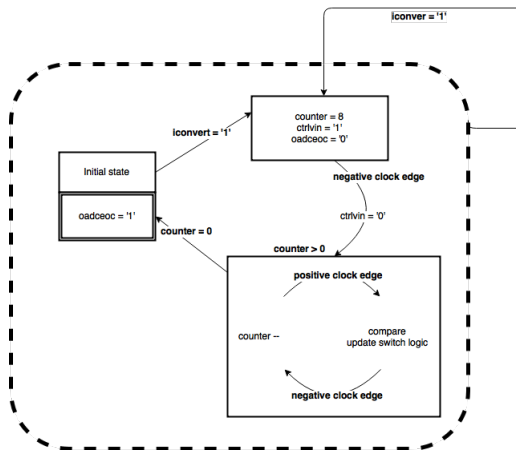 iconver = '1'
counter = 8
ctrlvin = '1'
oadceoc = '0'
iconvert = '1'
Initial state
negative clock edge
oadceoc = '1'
ctrlvin = '0'
counter = 0
counter > 0
positive clock edge
counter --
compare
update switch logic
negative clock edge